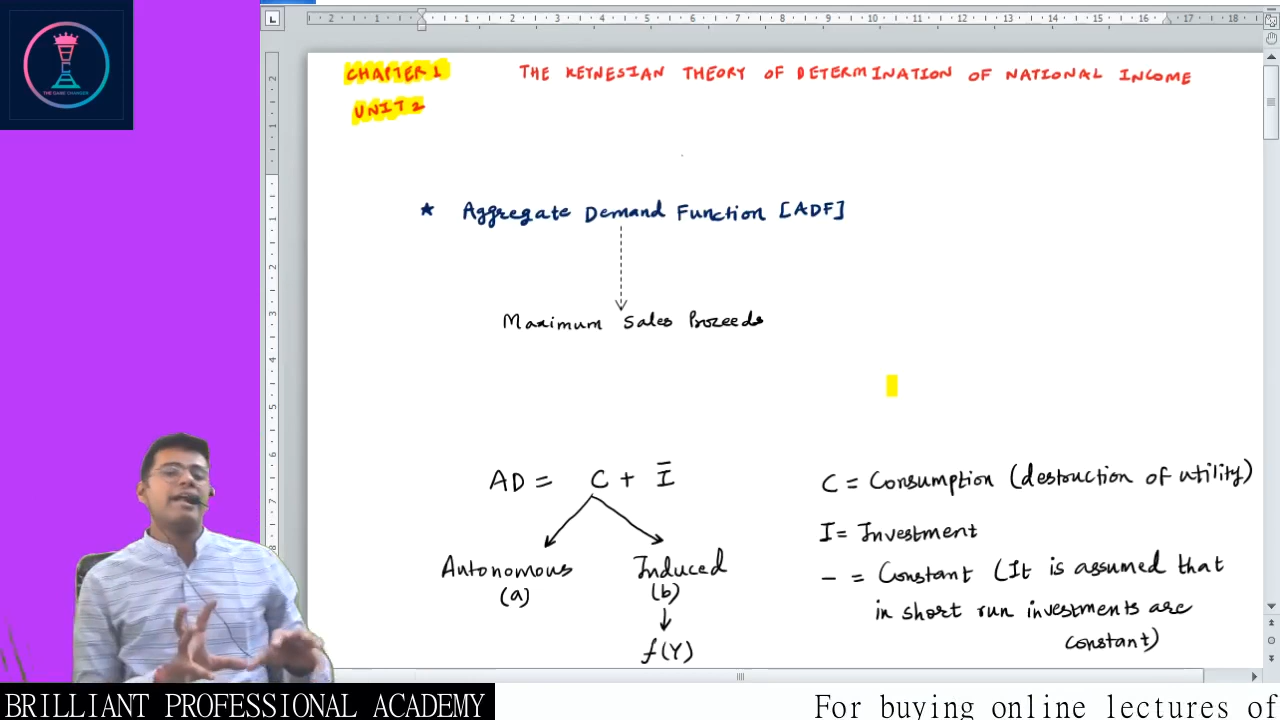 THE GAME CHANGER
CHAPTER 1 THE KEYNESIAN THEORY OF DETERMINATION OF NATIONAL INCOME
UNIT 2
★ Aggregate Demand Function [ADF]
Maximum Sales Proceeds
AD = C + Ī
C = Consumption (destruction of utility)
I = Investment
Autonomous Induced
(a) (b)
f(Y)
– = Constant (It is assumed that
in short run investments are
constant)
BRILLIANT PROFESSIONAL ACADEMY
For buying online lectures of